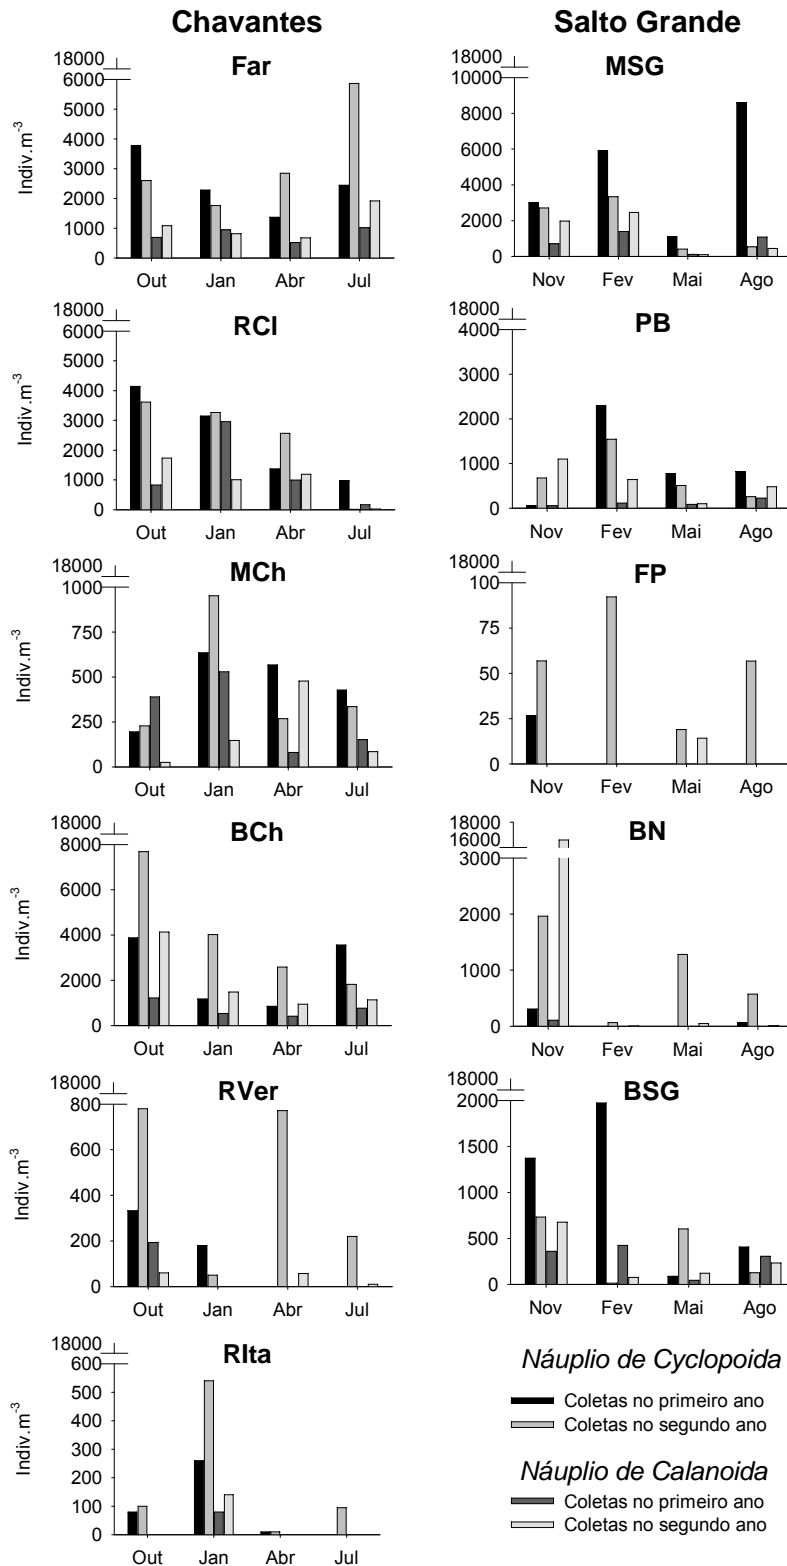 Chavantes
Far
Indiv.m-3
18000
6000
5000
4000
3000
2000
1000
0
Out Jan Abr Jul
RCI
Indiv.m-3
18000
6000
5000
4000
3000
2000
1000
0
Out Jan Abr Jul
MCh
Indiv.m-3
18000
1000
750
500
250
0
Out Jan Abr Jul
BCh
Indiv.m-3
18000
8000
6000
4000
2000
0
Out Jan Abr Jul
RVer
Indiv.m-3
18000
800
600
400
200
0
Out Jan Abr Jul
RIta
Indiv.m-3
18000
600
500
400
300
200
100
0
Out Jan Abr Jul
Salto Grande
MSG
18000
10000
8000
6000
4000
2000
0
Nov Fev Mai Ago
PB
18000
4000
3000
2000
1000
0
Nov Fev Mai Ago
FP
18000
100
75
50
25
0
Nov Fev Mai Ago
BN
18000
16000
3000
2000
1000
0
Nov Fev Mai Ago
BSG
18000
2000
1500
1000
500
0
Nov Fev Mai Ago
Náuplio de Cyclopoida
Coletas no primeiro ano
Coletas no segundo ano
Náuplio de Calanoida
Coletas no primeiro ano
Coletas no segundo ano